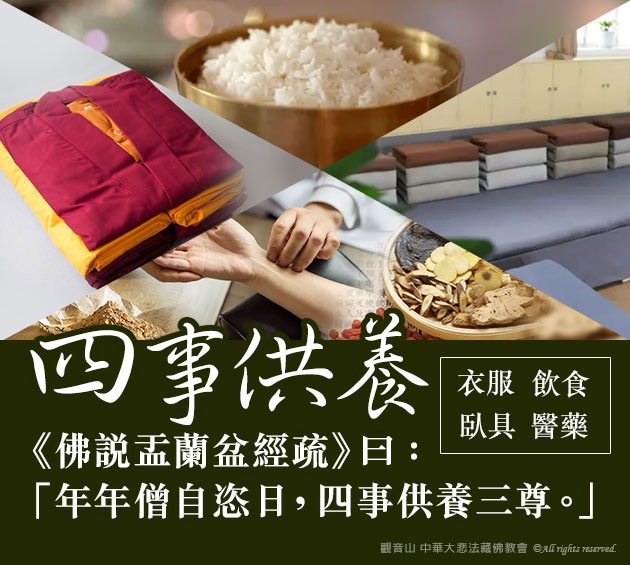 四事供養
衣服 飲食
臥具 醫藥
《佛説盂蘭盆經疏》曰：
「年年僧自恣日，四事供養三尊。」
觀音山 中華大悲法藏佛教會 ©All rights reserved.